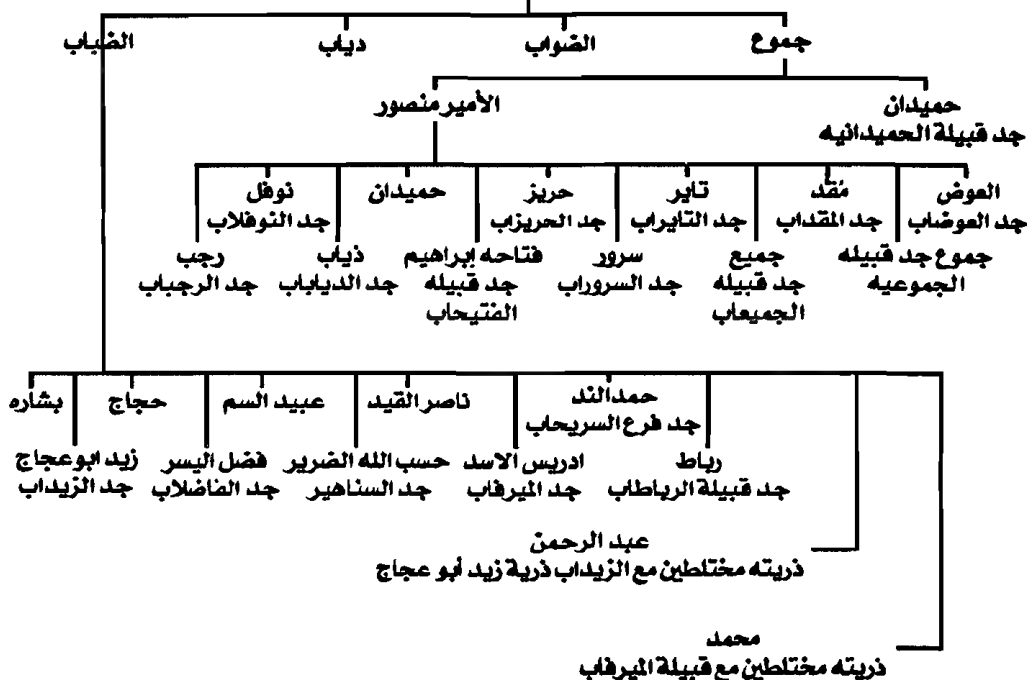 جموع
الضواب
دياب
الضباب
حميدان
جد قبيلة الحميدانيه
الأمير منصور
العوض
جد العوضاب
مُقْد
جد المقداب
تاير
جد التايراب
حريز
جد الحريزاب
حميدان
نوفل
جد النوفلاب
جموع جد قبيله
الجموعيه
جميع
جد قبيله
الجميعاب
سرور
جد السروراب
فتاحه إبراهيم
جد قبيله
الفتيحاب
ذياب
جد الدياباب
رجب
جد الرجباب
حمدالند
جد فرع السريحاب
ناصر القيد
عبيد السم
حجاج
بشاره
رباط
جد قبيلة الرباطاب
ادريس الاسد
جد الميرفاب
حسب الله الضرير
جد السناهير
فضل اليسر
جد الفاضلاب
زيد ابوعجاج
جد الزيداب
عبد الرحمن
ذريته مختلطين مع الزيداب ذرية زيد أبو عجاج
محمد
ذريته مختلطين مع قبيلة الميرفاب